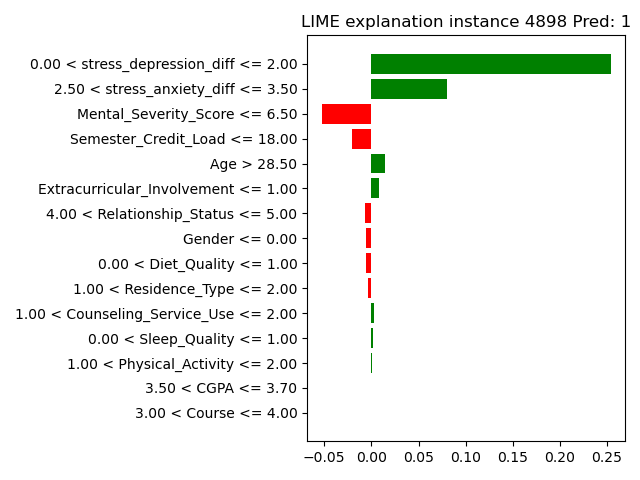 LIME explanation instance 4898 Pred: 1
0.00 < stress_depression_diff <= 2.00
2.50 < stress_anxiety_diff <= 3.50
Mental_Severity_Score <= 6.50
Semester_Credit_Load <= 18.00
Age > 28.50
Extracurricular_Involvement <= 1.00
4.00 < Relationship_Status <= 5.00
Gender <= 0.00
0.00 < Diet_Quality <= 1.00
1.00 < Residence_Type <= 2.00
1.00 < Counseling_Service_Use <= 2.00
0.00 < Sleep_Quality <= 1.00
1.00 < Physical_Activity <= 2.00
3.50 < CGPA <= 3.70
3.00 < Course <= 4.00
−0.05 0.00 0.05 0.10 0.15 0.20 0.25